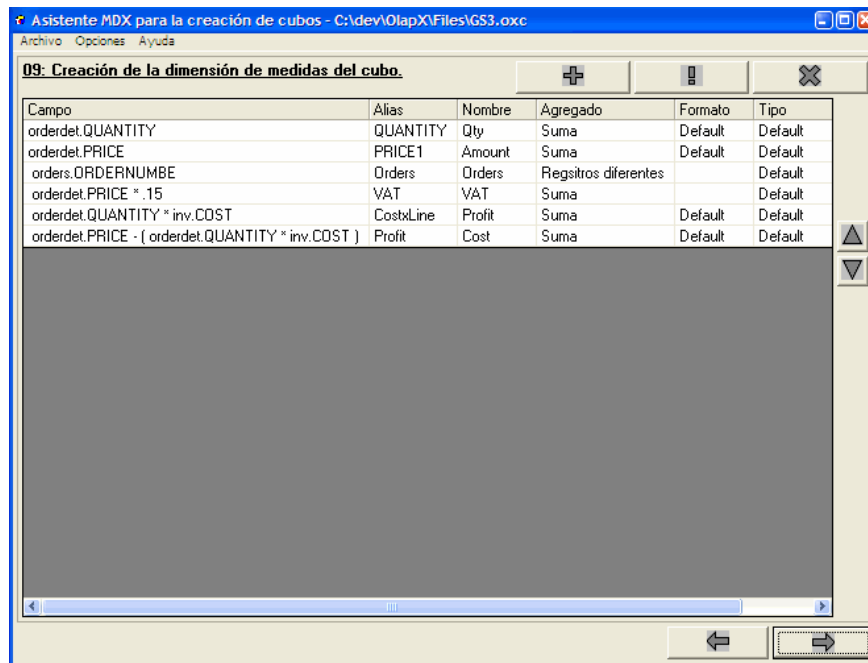 Asistente MDX para la creación de cubos - C:\dev\OlapX\Files\GS3.oxc
Archivo Opciones Ayuda
09: Creación de la dimensión de medidas del cubo.
Campo Alias Nombre Agregado Formato Tipo
orderdet.QUANTITY QUANTITY Qty Suma Default Default
orderdet.PRICE PRICE1 Amount Suma Default Default
orders.ORDERNUMBE Orders Orders Regsitros diferentes Default
orderdet.PRICE * .15 VAT VAT Suma Default
orderdet.QUANTITY * inv.COST CostxLine Profit Suma Default Default
orderdet.PRICE - ( orderdet.QUANTITY * inv.COST ) Profit Cost Suma Default Default